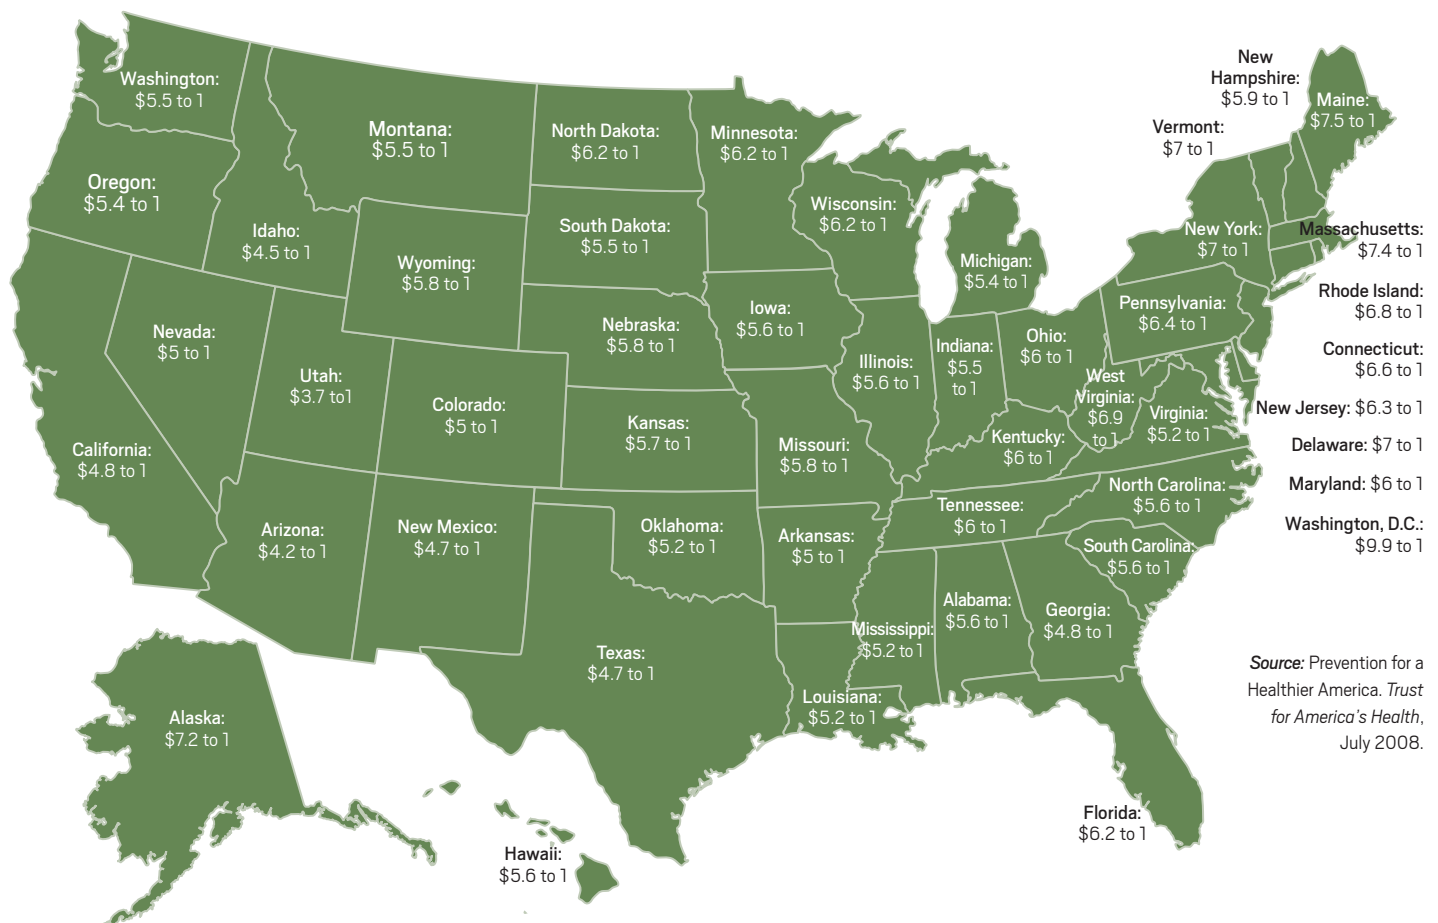 Washington:
$5.5 to 1
Oregon:
$5.4 to 1
California:
$4.8 to 1
Nevada:
$5 to 1
Idaho:
$4.5 to 1
Montana:
$5.5 to 1
Wyoming:
$5.8 to 1
Utah:
$3.7 to1
Colorado:
$5 to 1
Arizona:
$4.2 to 1
New Mexico:
$4.7 to 1
North Dakota:
$6.2 to 1
South Dakota:
$5.5 to 1
Nebraska:
$5.8 to 1
Kansas:
$5.7 to 1
Oklahoma:
$5.2 to 1
Texas:
$4.7 to 1
Minnesota:
$6.2 to 1
Iowa:
$5.6 to 1
Missouri:
$5.8 to 1
Arkansas:
$5 to 1
Louisiana:
$5.2 to 1
Wisconsin:
$6.2 to 1
Illinois:
$5.6 to 1
Michigan:
$5.4 to 1
Indiana:
$5.5
to 1
Ohio:
$6 to 1
Kentucky:
$6 to 1
Tennessee:
$6 to 1
Mississippi:
$5.2 to 1
Alabama:
$5.6 to 1
Georgia:
$4.8 to 1
Florida:
$6.2 to 1
South Carolina:
$5.6 to 1
North Carolina:
$5.6 to 1
Virginia:
$5.2 to 1
West
Virginia:
$6.9
to 1
Pennsylvania:
$6.4 to 1
New York:
$7 to 1
Vermont:
$7 to 1
New
Hampshire:
$5.9 to 1
Maine:
$7.5 to 1
Massachusetts:
$7.4 to 1
Rhode Island:
$6.8 to 1
Connecticut:
$6.6 to 1
New Jersey: $6.3 to 1
Delaware: $7 to 1
Maryland: $6 to 1
Washington, D.C.:
$9.9 to 1
Alaska:
$7.2 to 1
Hawaii:
$5.6 to 1
Source: Prevention for a
Healthier America. Trust
for America's Health,
July 2008.